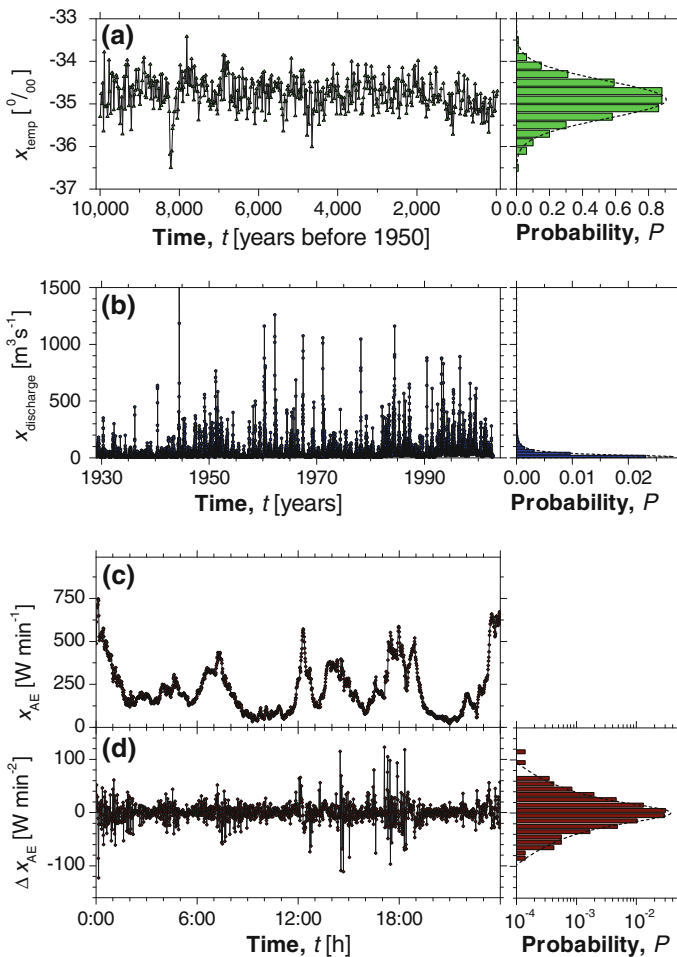 (a)
x_temp [⁰/₀₀]
-33
-34
-35
-36
-37
10,000 8,000 6,000 4,000 2,000 0
Time, t [years before 1950]
0.0 0.2 0.4 0.6 0.8
Probability, P
(b)
x_discharge [m³s⁻¹]
1500
1000
500
0
1930 1950 1970 1990
Time, t [years]
0.00 0.01 0.02
Probability, P
(c)
x_AE [W min⁻¹]
750
500
250
0
(d)
Δ x_AE [W min⁻²]
100
0
-100
0:00 6:00 12:00 18:00
Time, t [h]
10⁻⁴ 10⁻³ 10⁻²
Probability, P